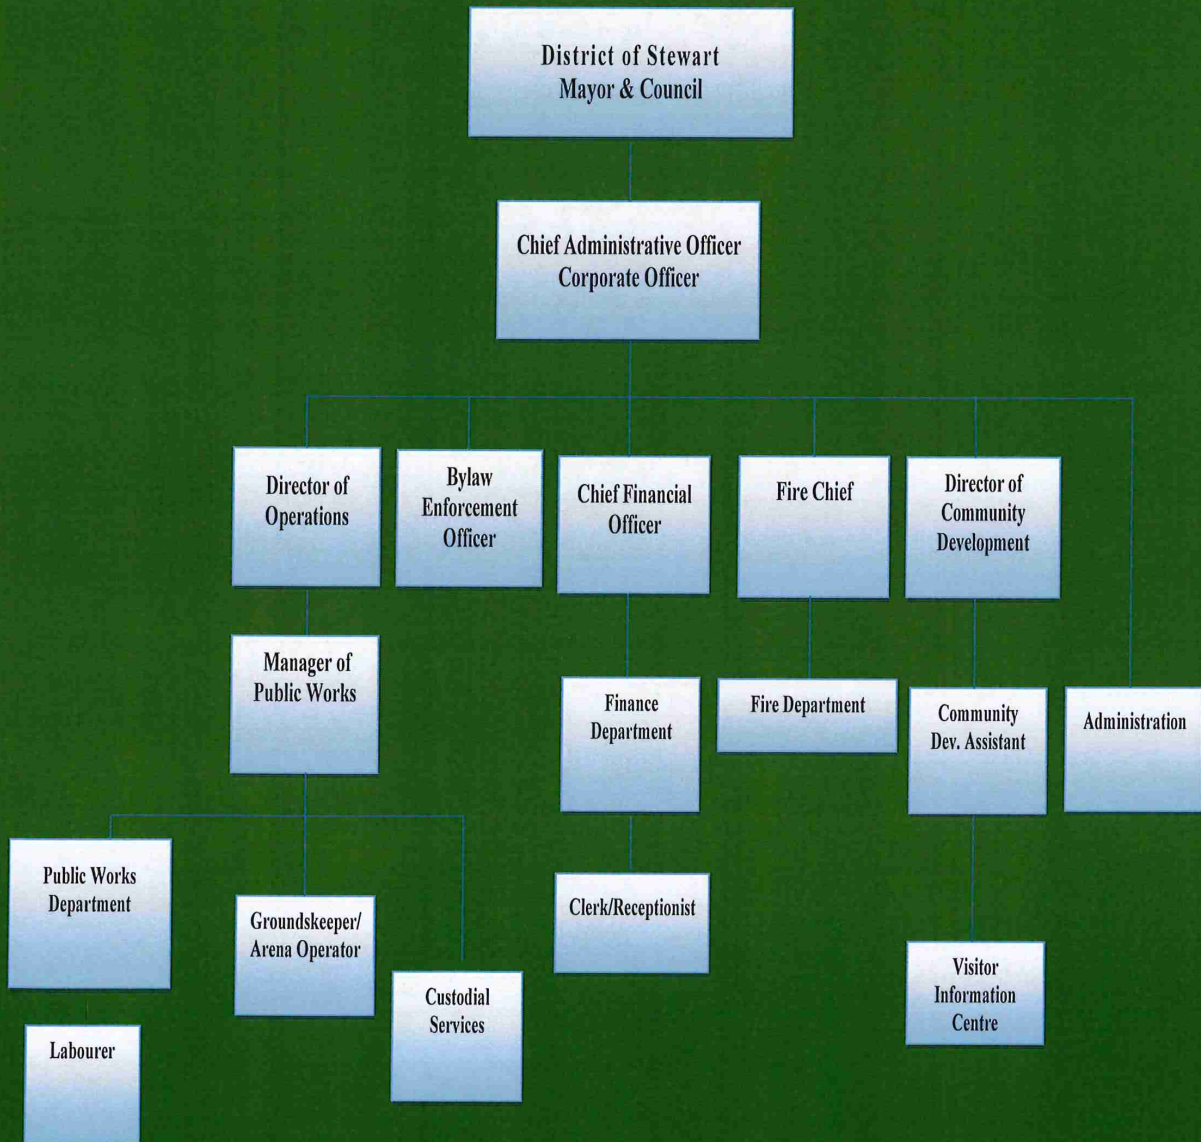 District of Stewart
Mayor & Council
Chief Administrative Officer
Corporate Officer
Director of
Operations
Bylaw
Enforcement
Officer
Chief Financial
Officer
Fire Chief
Director of
Community
Development
Manager of
Public Works
Finance
Department
Fire Department
Community
Dev. Assistant
Administration
Public Works
Department
Groundskeeper/
Arena Operator
Custodial
Services
Clerk/Receptionist
Visitor
Information
Centre
Labourer